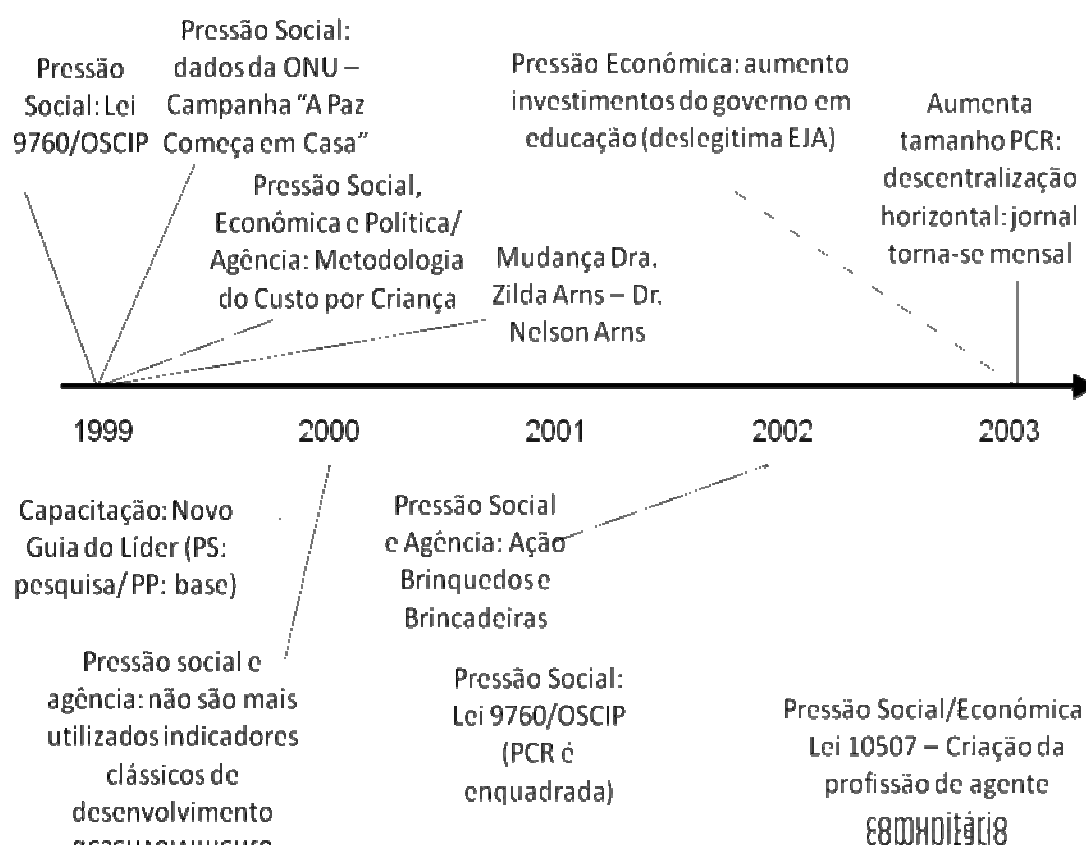 Pressão Social: Lei 9760/OSCIP
Pressão Social:
dados da ONU –
Campanha “A Paz
Começa em Casa”
Pressão Social,
Econômica e Política/
Agência: Metodologia
do Custo por Criança
Mudança Dra.
Zilda Arns – Dr.
Nelson Arns
Pressão Econômica: aumento
investimentos do governo em
educação (deslegitima EJA)
Aumenta
tamanho PCR:
descentralização
horizontal: jornal
torna-se mensal
1999 2000 2001 2002 2003
Capacitação: Novo
Guia do Líder (PS:
pesquisa/ PP: base)
Pressão social e
agência: não são mais
utilizados indicadores
clássicos de
desenvolvimento
Pressão Social
e Agência: Ação
Brinquedos e
Brincadeiras
Pressão Social:
Lei 9760/OSCIP
(PCR é
enquadrada)
Pressão Social/Econômica
Lei 10507 – Criação da
profissão de agente
comunitário